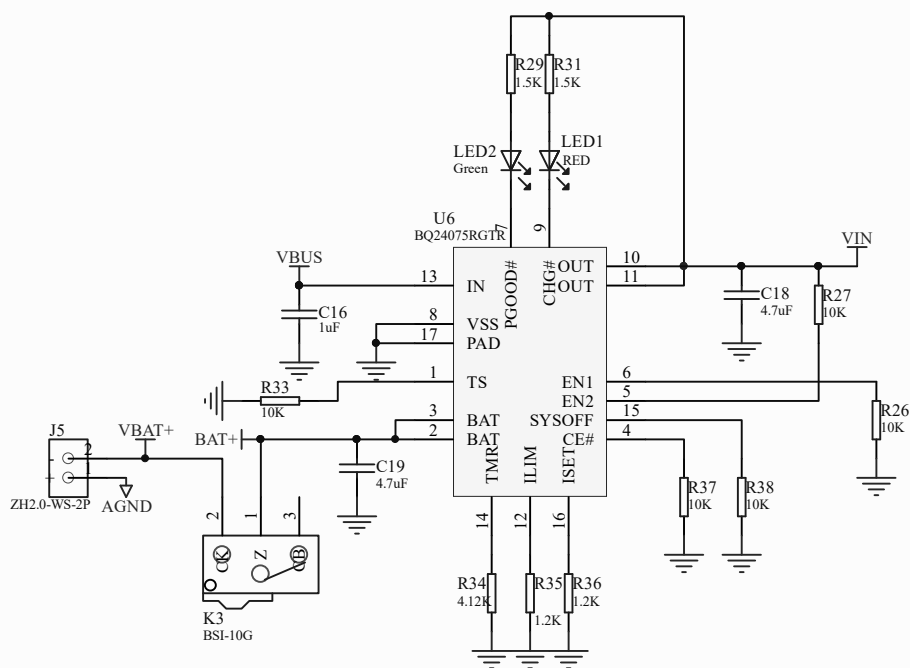 R29
1.5K
R31
1.5K
LED2
Green
LED1
RED
U6
BQ24075RGTR
7
9
VBUS
13
IN
PGOOD#
CHG#
OUT
10
OUT
11
VIN
C16
1uF
8
VSS
17
PAD
C18
4.7uF
R27
10K
1
TS
R33
10K
EN1
6
EN2
5
3
BAT
SYSOFF
15
2
BAT
CE#
4
R26
10K
J5
VBAT+
BAT+
2
-
1
+
ZH2.0-WS-2P
AGND
C19
4.7uF
TMR
ILIM
ISET
R37
10K
R38
10K
2
1
3
14
12
16
CK
Z
CB
K3
BSI-10G
R34
4.12K
R35
1.2K
R36
1.2K